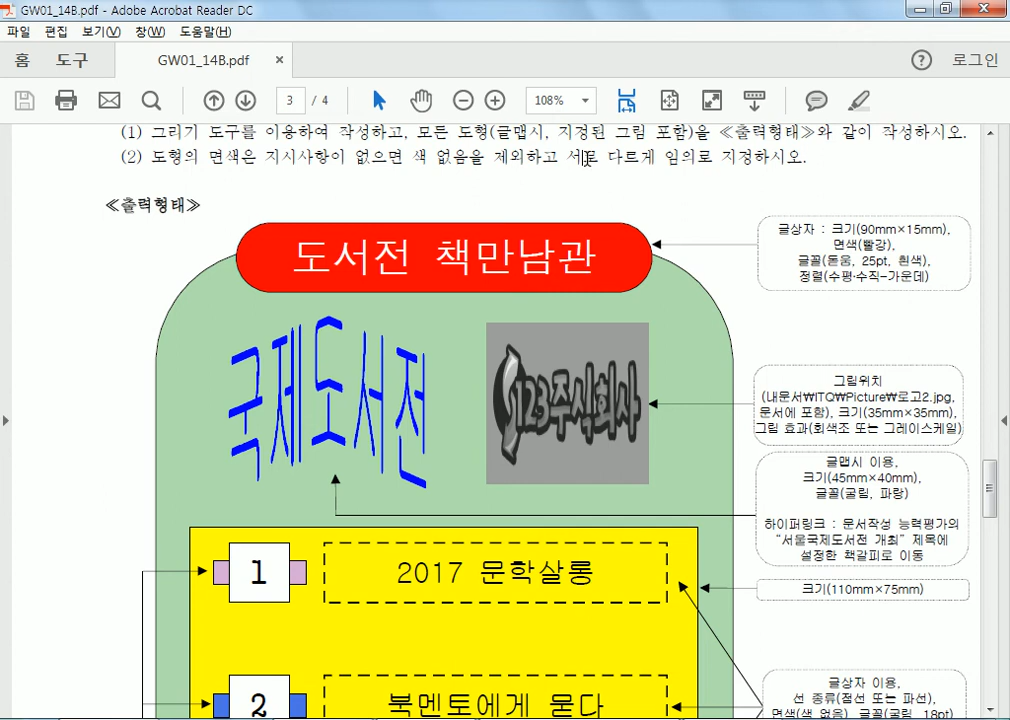 GW01_14B.pdf - Adobe Acrobat Reader DC
파일 편집 보기(V) 창(W) 도움말(H)
홈 도구 GW01_14B.pdf × ? 로그인
3 / 4 108%
(1) 그리기 도구를 이용하여 작성하고, 모든 도형(글맵시, 지정된 그림 포함)을 ≪출력형태≫와 같이 작성하시오.
(2) 도형의 면색은 지시사항이 없으면 색 없음을 제외하고 서로 다르게 임의로 지정하시오.
≪출력형태≫
도서전 책만남관
글상자 : 크기(90mm×15mm),
면색(빨강),
글꼴(돋움, 25pt, 흰색),
정렬(수평·수직-가운데)
국제도서전
123주식회사
그림위치
(내문서₩ITQ₩Picture₩로고2.jpg,
문서에 포함), 크기(35mm×35mm),
그림 효과(회색조 또는 그레이스케일)
글맵시 이용,
크기(45mm×40mm),
글꼴(굴림, 파랑)
하이퍼링크 : 문서작성 능력평가의
“서울국제도서전 개최” 제목에
설정한 책갈피로 이동
1 2017 문학살롱
크기(110mm×75mm)
2 북멘토에게 묻다
글상자 이용,
선 종류(점선 또는 파선),
면색(색 없음), 글꼴(굴림, 18pt),